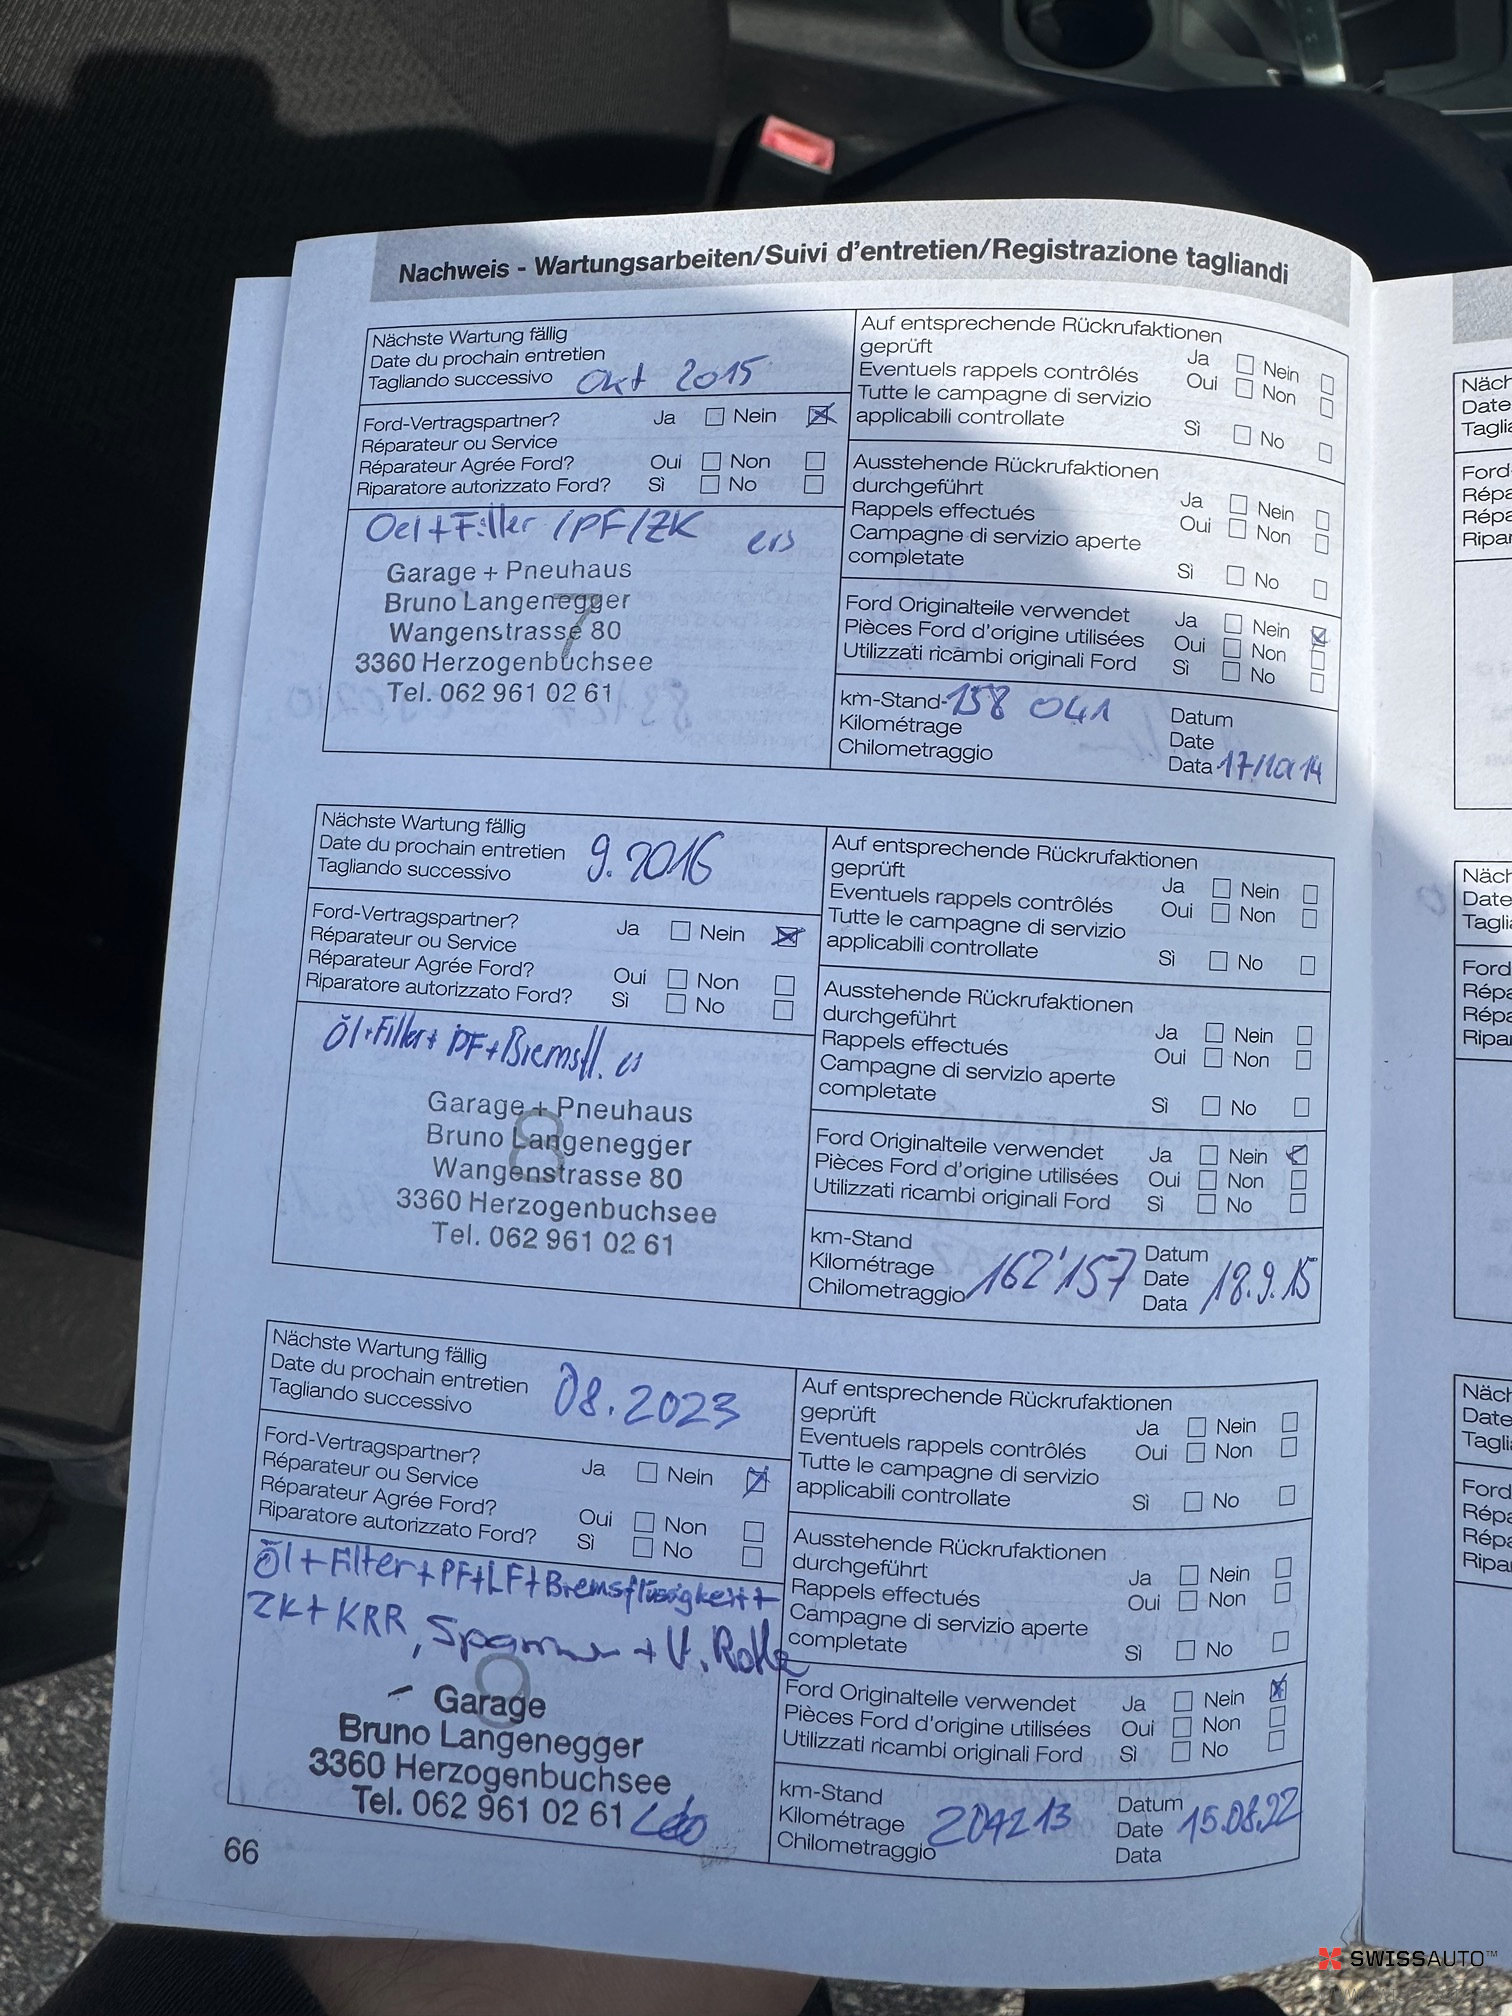 Nachweis - Wartungsarbeiten/Suivi d'entretien/Registrazione tagliandi
Nächste Wartung fällig
Date du prochain entretien
Tagliando successivo Okt 2015
Ford-Vertragspartner? Ja Nein
Réparateur ou Service
Réparateur Agrée Ford? Oui Non
Riparatore autorizzato Ford? Sì No
Oel + Filter / PF / ZK
Garage + Pneuhaus
Bruno Langenegger
Wangenstrasse 80
3360 Herzogenbuchsee
Tel. 062 961 02 61
7
Auf entsprechende Rückrufaktionen
geprüft Ja Nein
Eventuels rappels contrôlés Oui Non
Tutte le campagne di servizio
applicabili controllate Sì No
Ausstehende Rückrufaktionen
durchgeführt Ja Nein
Rappels effectués Oui Non
Campagne di servizio aperte
completate Sì No
Ford Originalteile verwendet Ja Nein
Pièces Ford d'origine utilisées Oui Non
Utilizzati ricambi originali Ford Sì No
km-Stand 158 041 Datum
Kilométrage Date
Chilometraggio Data 17/10/14
Nächste Wartung fällig
Date du prochain entretien 9.2016
Tagliando successivo
Ford-Vertragspartner? Ja Nein
Réparateur ou Service
Réparateur Agrée Ford? Oui Non
Riparatore autorizzato Ford? Sì No
Öl+Filter+PF+Bremsfl.
Garage + Pneuhaus
Bruno Langenegger
Wangenstrasse 80
3360 Herzogenbuchsee
Tel. 062 961 02 61
8
Auf entsprechende Rückrufaktionen
geprüft Ja Nein
Eventuels rappels contrôlés Oui Non
Tutte le campagne di servizio
applicabili controllate Sì No
Ausstehende Rückrufaktionen
durchgeführt Ja Nein
Rappels effectués Oui Non
Campagne di servizio aperte
completate Sì No
Ford Originalteile verwendet Ja Nein
Pièces Ford d'origine utilisées Oui Non
Utilizzati ricambi originali Ford Sì No
km-Stand Datum
Kilométrage 162'157 Date 18.9.15
Chilometraggio Data
Nächste Wartung fällig
Date du prochain entretien 08.2023
Tagliando successivo
Ford-Vertragspartner? Ja Nein
Réparateur ou Service
Réparateur Agrée Ford? Oui Non
Riparatore autorizzato Ford? Sì No
Öl+Filter+PF+LF+Bremsflüssigkeit+
ZK+KRR, Spanner + U. Rolle
9
Garage
Bruno Langenegger
3360 Herzogenbuchsee
Tel. 062 961 02 61
Auf entsprechende Rückrufaktionen
geprüft Ja Nein
Eventuels rappels contrôlés Oui Non
Tutte le campagne di servizio
applicabili controllate Sì No
Ausstehende Rückrufaktionen
durchgeführt Ja Nein
Rappels effectués Oui Non
Campagne di servizio aperte
completate Sì No
Ford Originalteile verwendet Ja Nein
Pièces Ford d'origine utilisées Oui Non
Utilizzati ricambi originali Ford Sì No
km-Stand Datum
Kilométrage 204213 Date 15.08.22
Chilometraggio Data
66
SWISSAUTO™